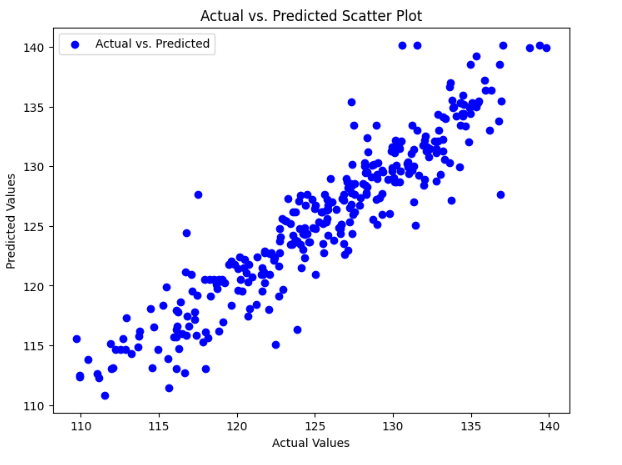 Actual vs. Predicted Scatter Plot
Actual vs. Predicted
140
135
130
125
120
115
110
Predicted Values
110 115 120 125 130 135 140
Actual Values